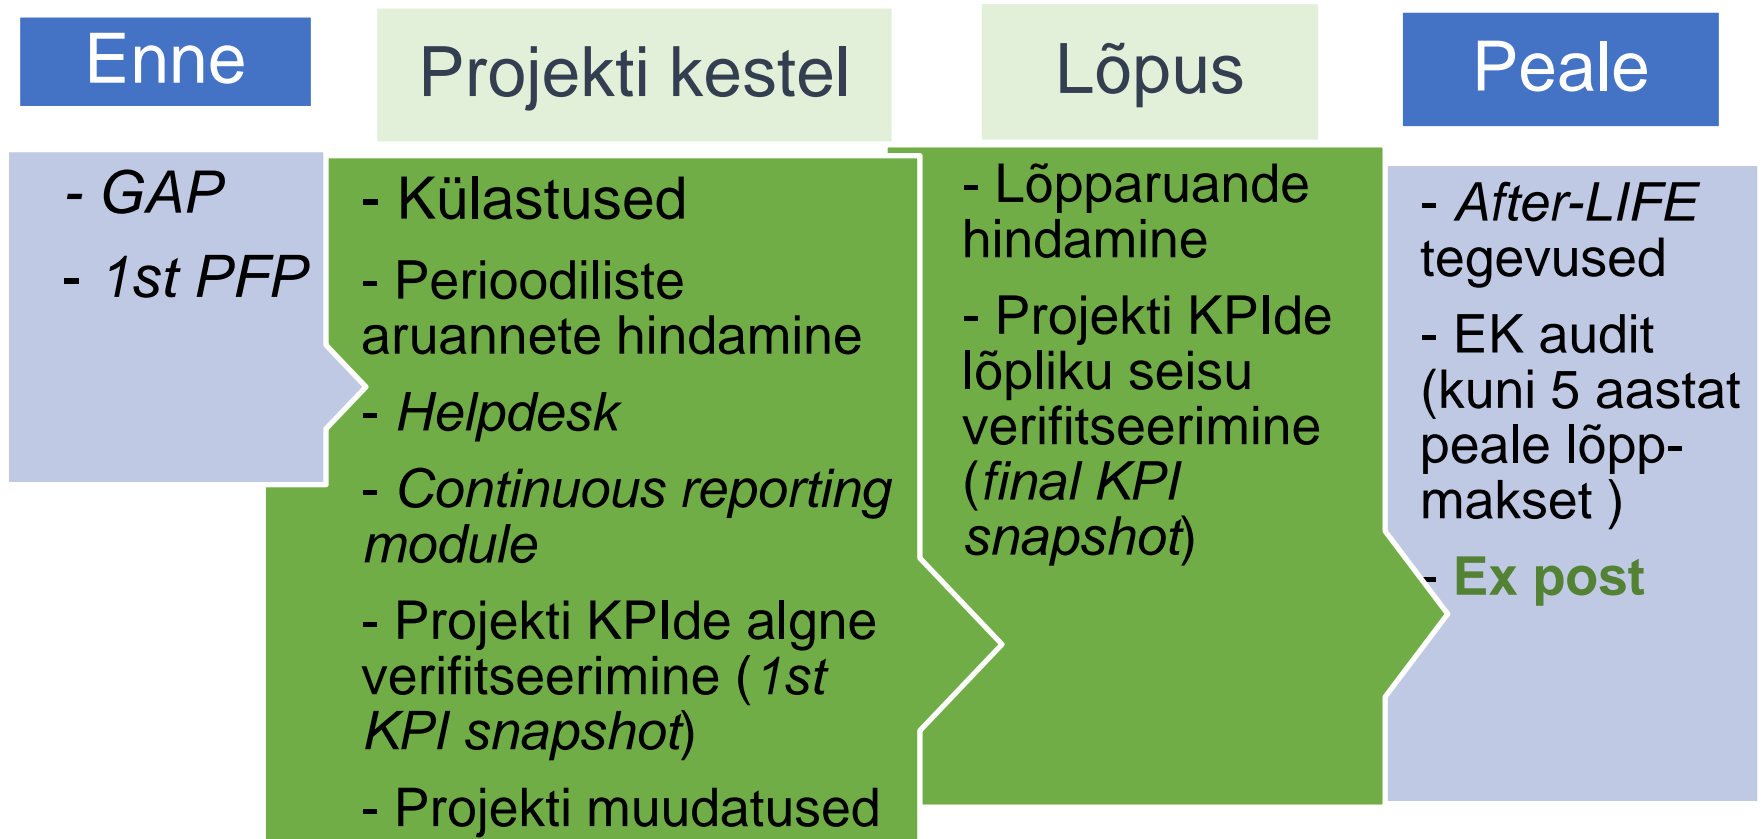 Enne
- GAP
- 1st PFP
Projekti kestel
- Külastused
- Perioodiliste
aruannete hindamine
- Helpdesk
- Continuous reporting
module
- Projekti KPIde algne
verifitseerimine (1st
KPI snapshot)
- Projekti muudatused
Lõpus
- Lõpparuande
hindamine
- Projekti KPIde
lõpliku seisu
verifitseerimine
(final KPI
snapshot)
Peale
- After-LIFE
tegevused
- EK audit
(kuni 5 aastat
peale lõpp-
makset )
- Ex post